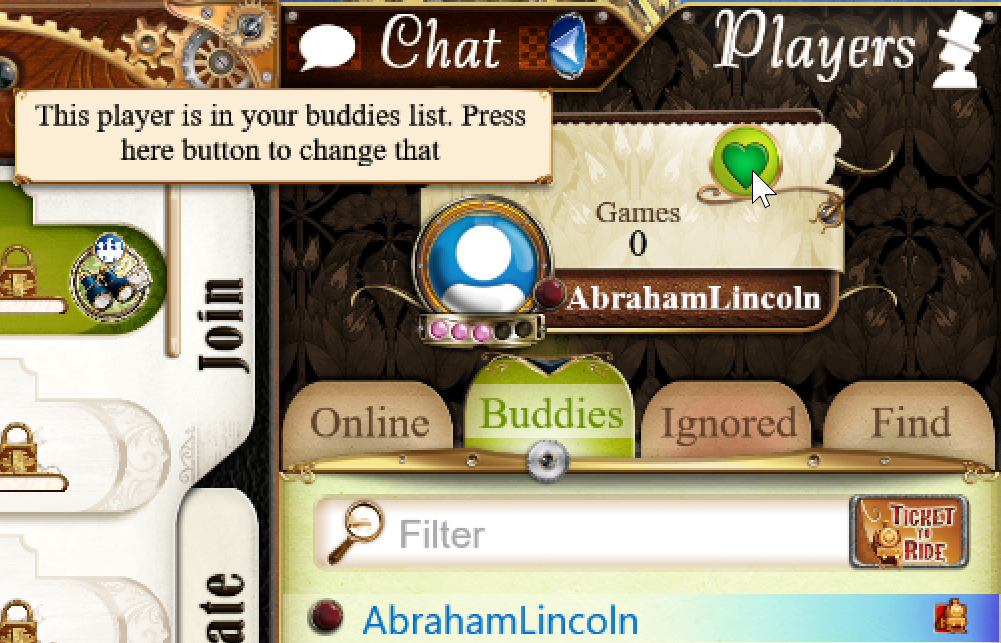 Chat
Players
This player is in your buddies list. Press
here button to change that
Games
0
AbrahamLincoln
Join
Online
Buddies
Ignored
Find
Filter
TICKET
TO
RIDE
AbrahamLincoln
ate